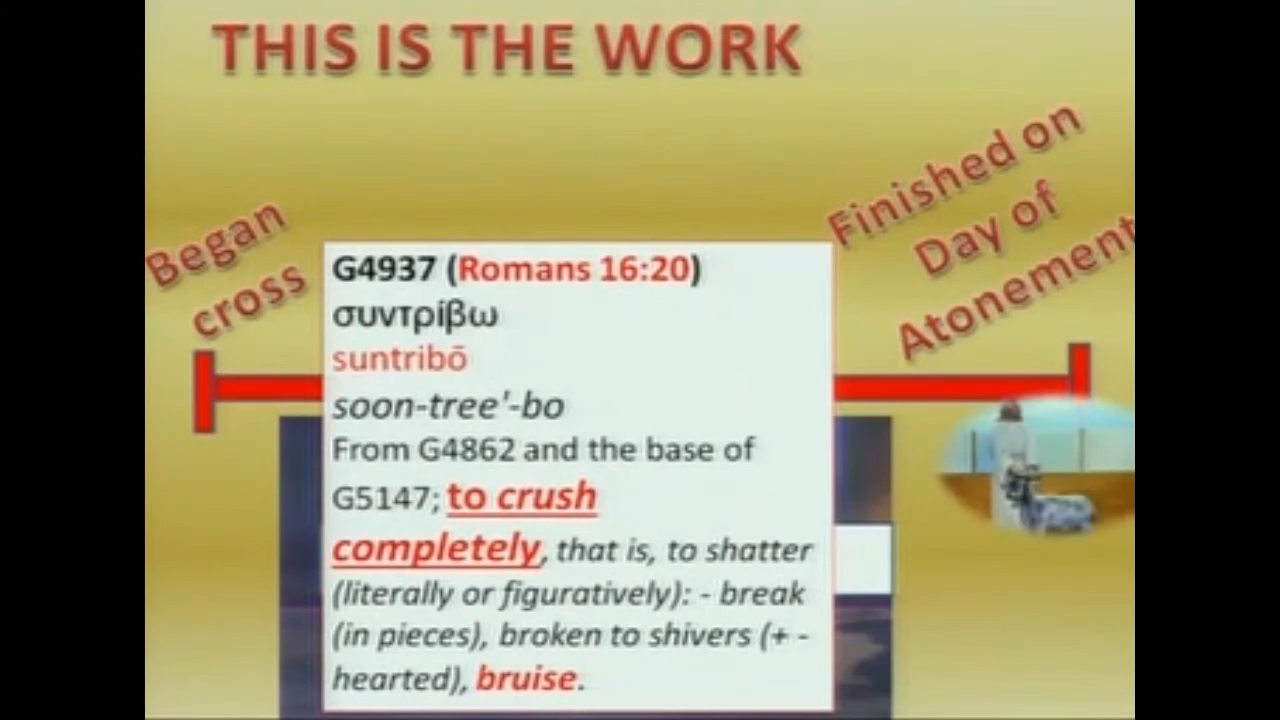 THIS IS THE WORK
Began
cross
Finished on
Day of
Atonement
G4937 (Romans 16:20)
συντρίβω
suntribō
soon-tree'-bo
From G4862 and the base of
G5147; to crush
completely, that is, to shatter
(literally or figuratively): - break
(in pieces), broken to shivers (+ -
hearted), bruise.